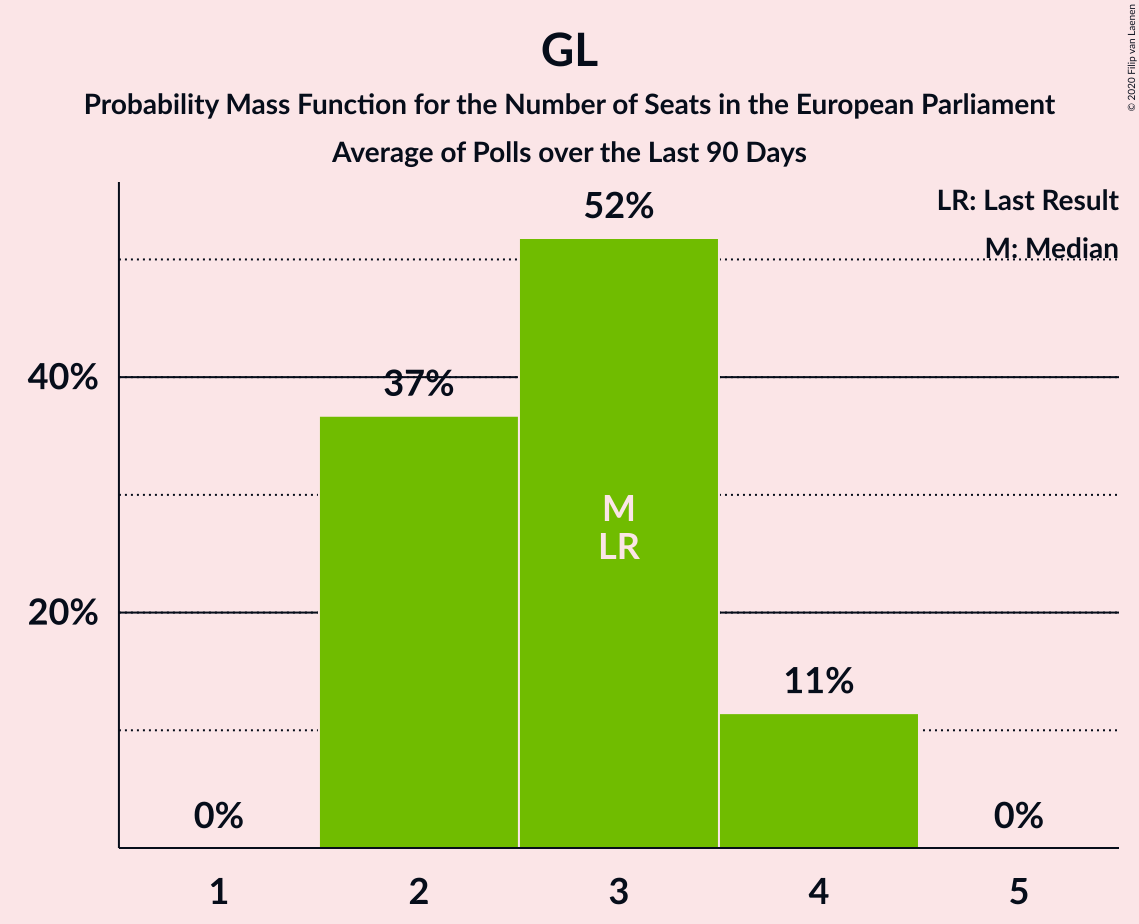 GL
Probability Mass Function for the Number of Seats in the European Parliament
Average of Polls over the Last 90 Days
© 2020 Filip van Laenen
LR: Last Result
M: Median
52%
40%
37%
M
LR
20%
11%
0%
0%
1 2 3 4 5